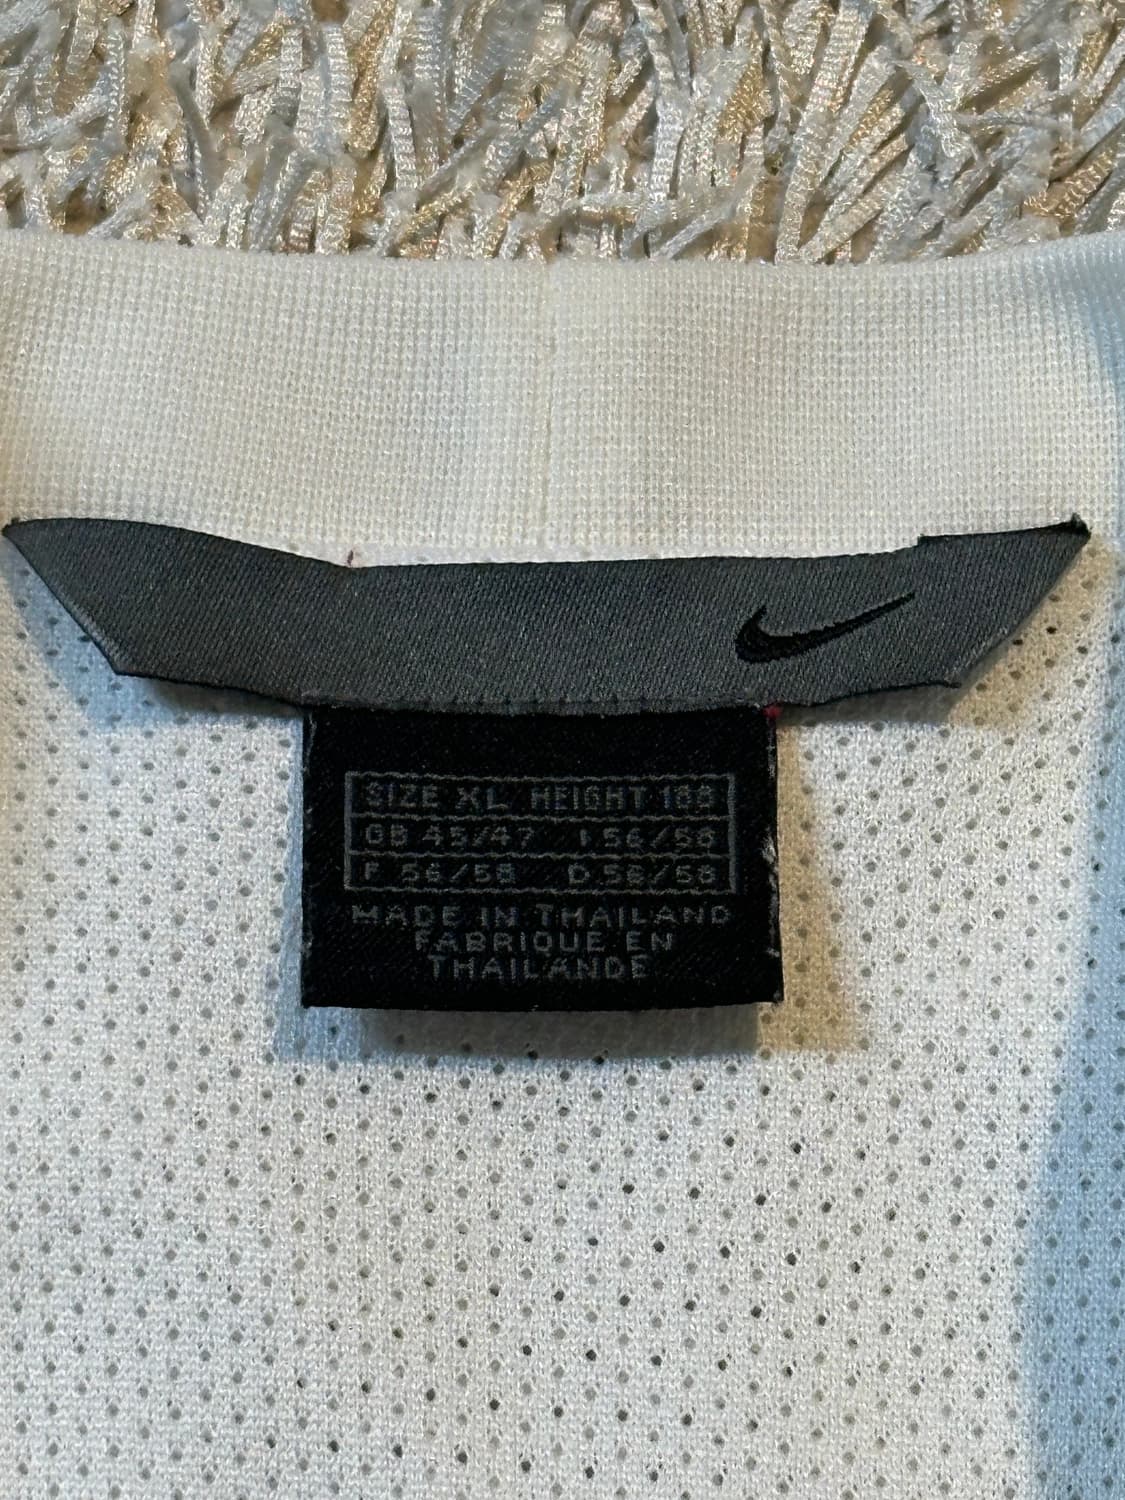 SIZE XL HEIGHT 188
GB 45/47 I 56/58
F 56/58 D 56/58
MADE IN THAILAND
FABRIQUE EN
THAILANDE